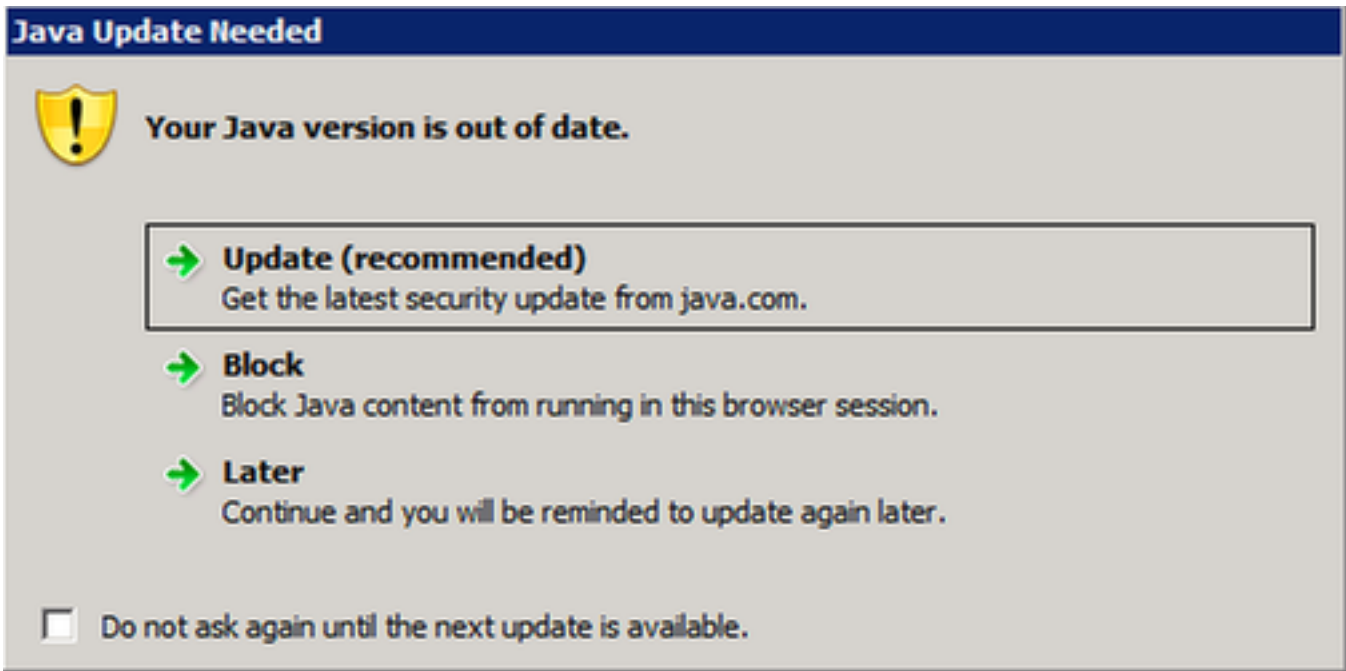 Java Update Needed
Your Java version is out of date.
Update (recommended)
Get the latest security update from java.com.
Block
Block Java content from running in this browser session.
Later
Continue and you will be reminded to update again later.
Do not ask again until the next update is available.